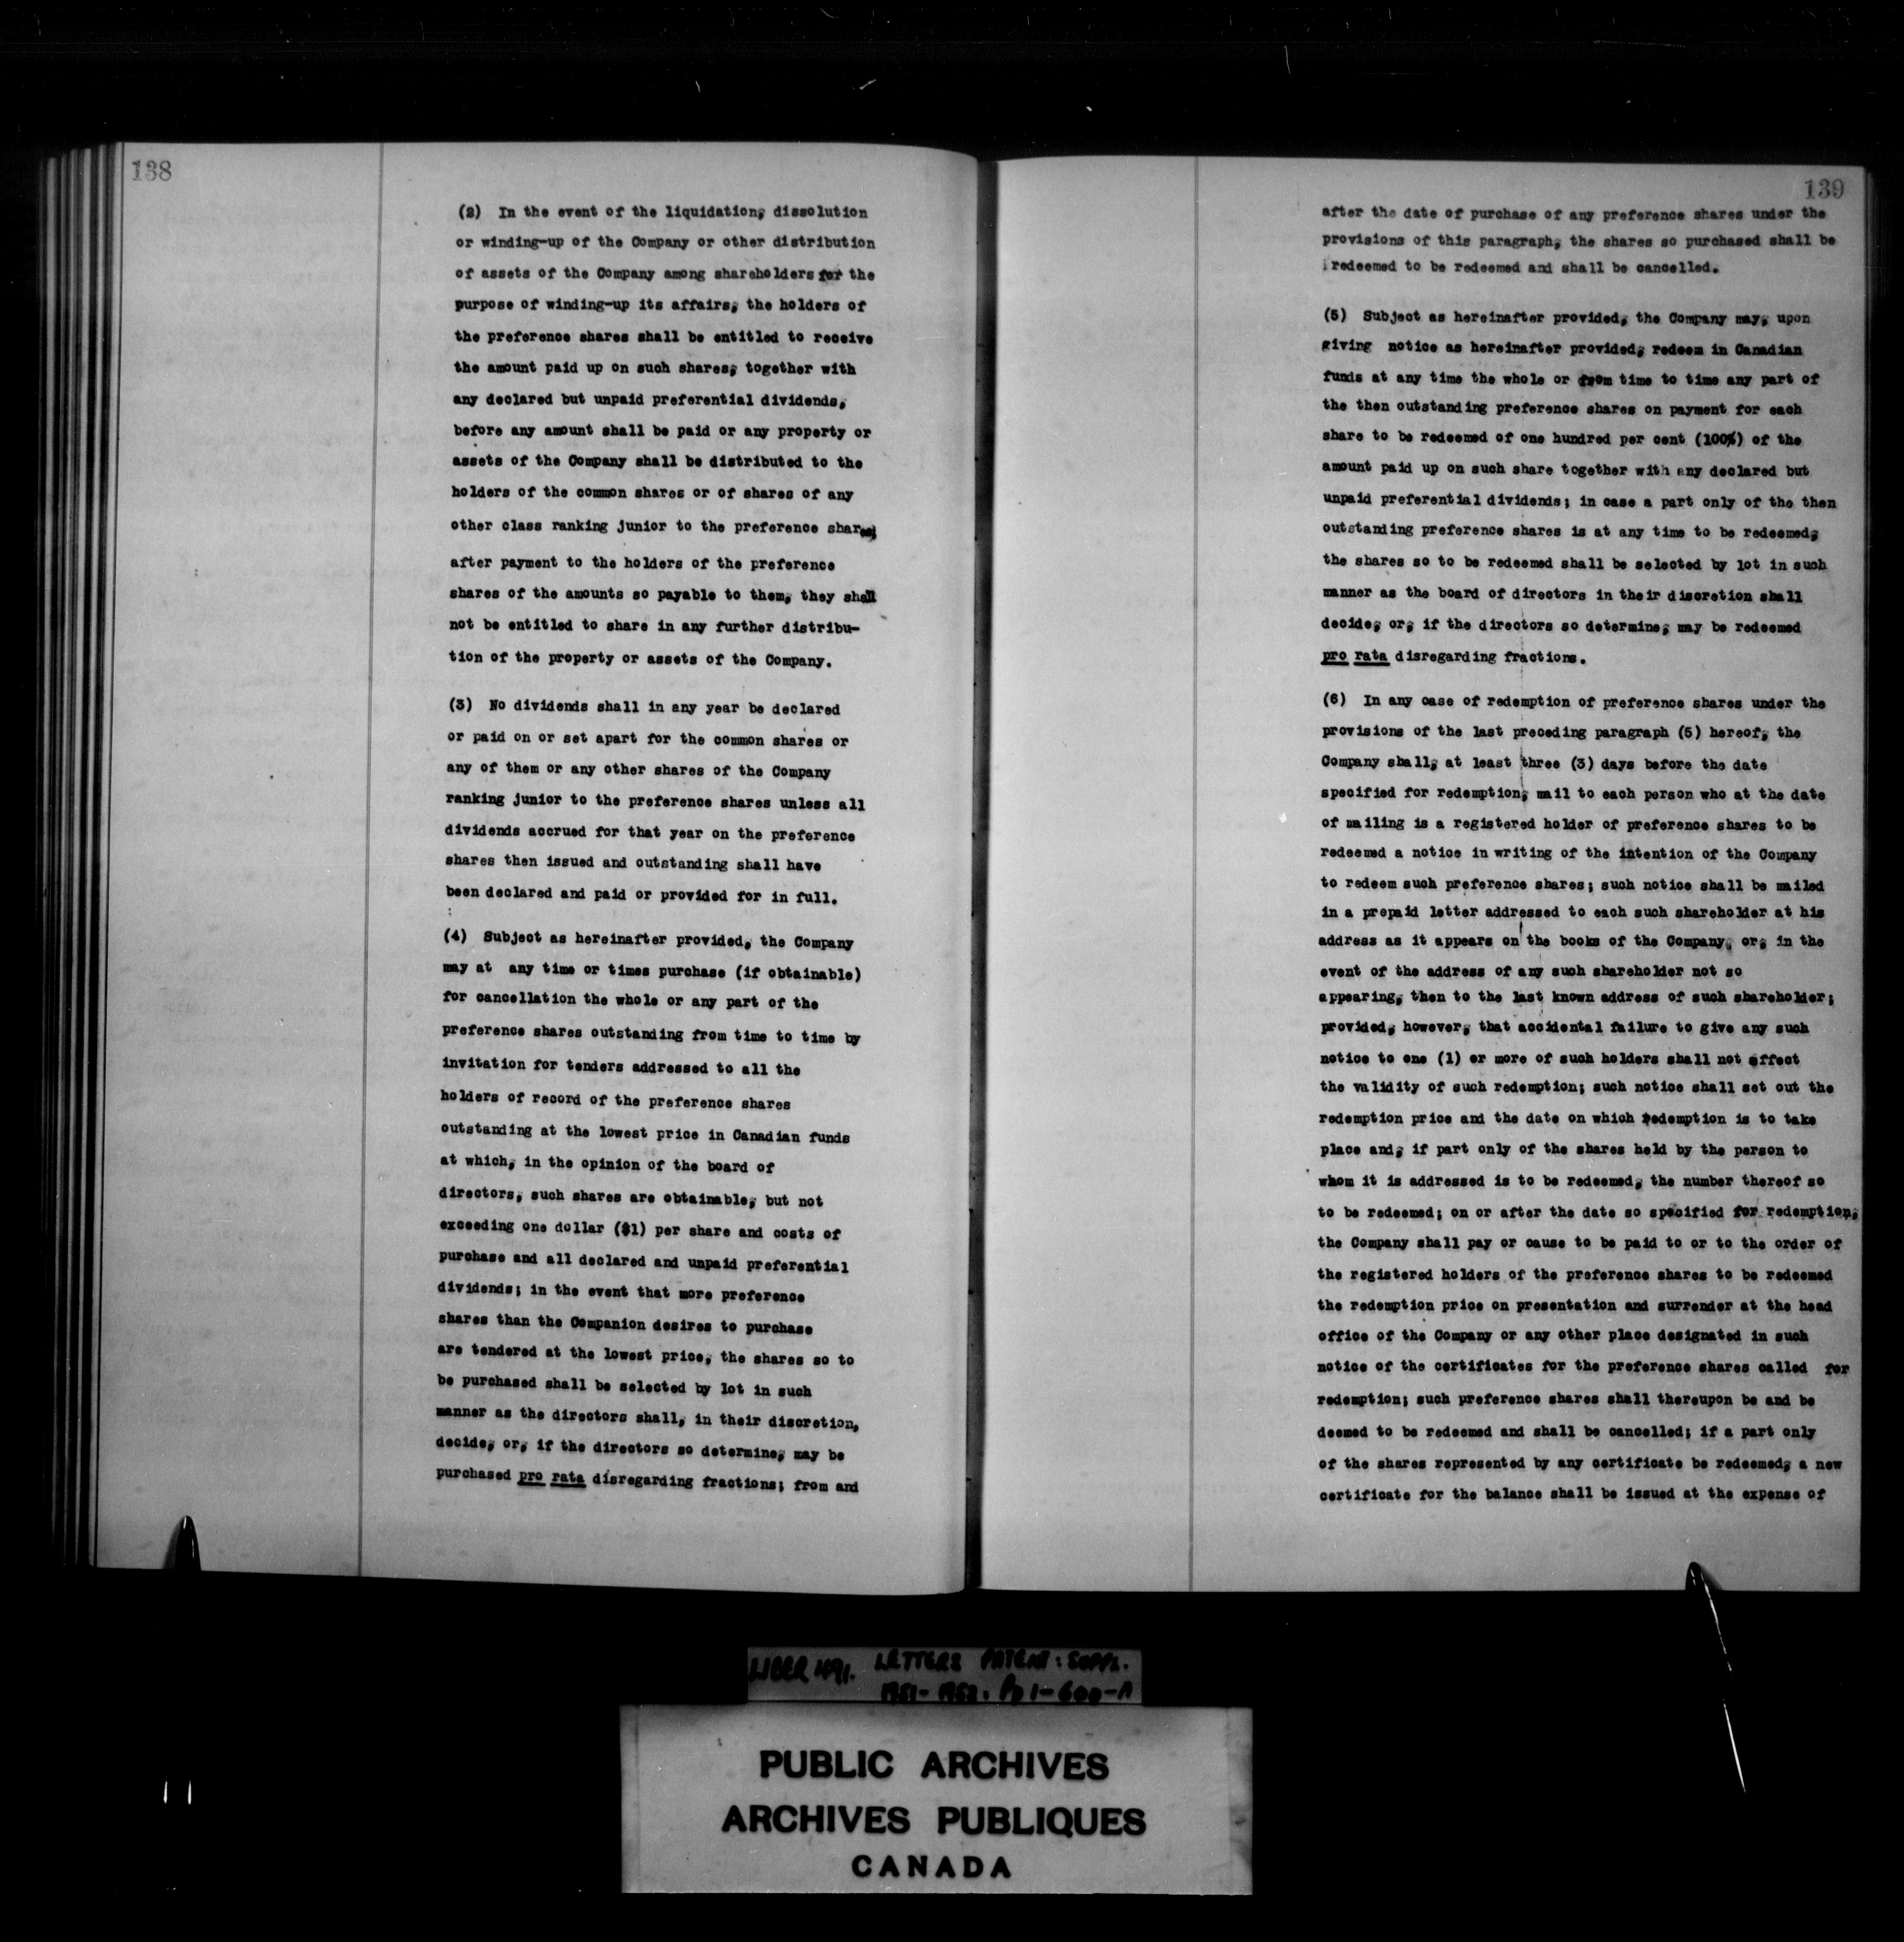 138
(2) In the event of the liquidation, dissolution
or winding-up of the Company or other distribution
of assets of the Company among shareholders for the
purpose of winding-up its affairs, the holders of
the preference shares shall be entitled to receive
the amount paid up on such shares, together with
any declared but unpaid preferential dividends,
before any amount shall be paid or any property or
assets of the Company shall be distributed to the
holders of the common shares or of shares of any
other class ranking junior to the preference shares;
after payment to the holders of the preference
shares of the amounts so payable to them, they shall
not be entitled to share in any further distribu-
tion of the property or assets of the Company.
(3) No dividends shall in any year be declared
or paid on or set apart for the common shares or
any of them or any other shares of the Company
ranking junior to the preference shares unless all
dividends accrued for that year on the preference
shares then issued and outstanding shall have
been declared and paid or provided for in full.
(4) Subject as hereinafter provided, the Company
may at any time or times purchase (if obtainable)
for cancellation the whole or any part of the
preference shares outstanding from time to time by
invitation for tenders addressed to all the
holders of record of the preference shares
outstanding at the lowest price in Canadian funds
at which, in the opinion of the board of
directors, such shares are obtainable, but not
exceeding one dollar ($1) per share and costs of
purchase and all declared and unpaid preferential
dividends; in the event that more preference
shares than the Companion desires to purchase
are tendered at the lowest price, the shares so to
be purchased shall be selected by lot in such
manner as the directors shall, in their discretion,
decide, or, if the directors so determine, may be
purchased pro rata disregarding fractions; from and
139
after the date of purchase of any preference shares under the
provisions of this paragraph, the shares so purchased shall be
redeemed to be redeemed and shall be cancelled.
(5) Subject as hereinafter provided, the Company may, upon
giving notice as hereinafter provided, redeem in Canadian
funds at any time the whole or from time to time any part of
the then outstanding preference shares on payment for each
share to be redeemed of one hundred per cent (100%) of the
amount paid up on such share together with any declared but
unpaid preferential dividends; in case a part only of the then
outstanding preference shares is at any time to be redeemed,
the shares so to be redeemed shall be selected by lot in such
manner as the board of directors in their discretion shall
decide, or, if the directors so determine, may be redeemed
pro rata disregarding fractions.
(6) In any case of redemption of preference shares under the
provisions of the last preceding paragraph (5) hereof, the
Company shall, at least three (3) days before the date
specified for redemption, mail to each person who at the date
of mailing is a registered holder of preference shares to be
redeemed a notice in writing of the intention of the Company
to redeem such preference shares; such notice shall be mailed
in a prepaid letter addressed to each such shareholder at his
address as it appears on the books of the Company, or, in the
event of the address of any such shareholder not so
appearing, then to the last known address of such shareholder;
provided, however, that accidental failure to give any such
notice to one (1) or more of such holders shall not affect
the validity of such redemption; such notice shall set out the
redemption price and the date on which redemption is to take
place and, if part only of the shares held by the person to
whom it is addressed is to be redeemed, the number thereof so
to be redeemed; on or after the date so specified for redemption,
the Company shall pay or cause to be paid to or to the order of
the registered holders of the preference shares to be redeemed
the redemption price on presentation and surrender at the head
office of the Company or any other place designated in such
notice of the certificates for the preference shares called for
redemption; such preference shares shall thereupon be and be
deemed to be redeemed and shall be cancelled; if a part only
of the shares represented by any certificate be redeemed, a new
certificate for the balance shall be issued at the expense of
LIBER 491. LETTERS PATENT: SUPPL.
1951-1952. Pp 1-600-A
PUBLIC ARCHIVES
ARCHIVES PUBLIQUES
CANADA